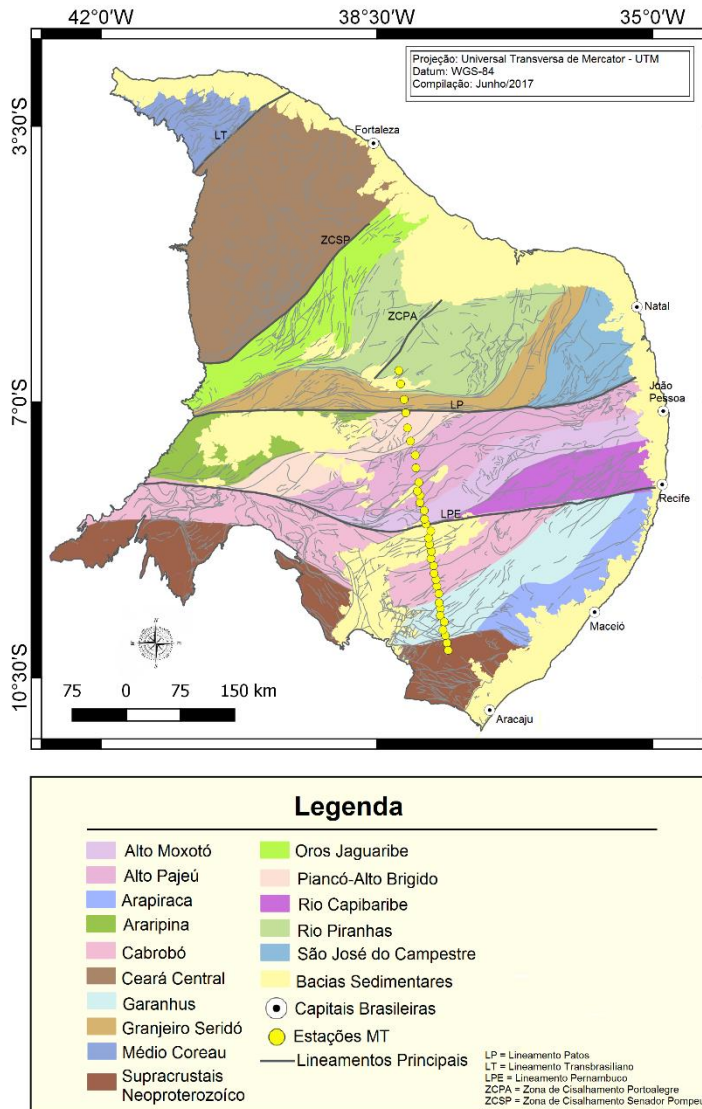 42°0'W 38°30'W 35°0'W
Projeção: Universal Transversa de Mercator - UTM
Datum: WGS-84
Compilação: Junho/2017
3°30'S
LT
Fortaleza
ZCSP
ZCPA
Natal
7°0'S
LP
João
Pessoa
LPE
Recife
Maceió
10°30'S
75 0 75 150 km
Aracaju
Legenda
Alto Moxotó
Alto Pajeú
Arapiraca
Araripina
Cabrobó
Ceará Central
Garanhus
Granjeiro Seridó
Médio Coreau
Supracrustais
Neoproterozoíco
Oros Jaguaribe
Piancó-Alto Brigido
Rio Capibaribe
Rio Piranhas
São José do Campestre
Bacias Sedimentares
Capitais Brasileiras
Estações MT
Lineamentos Principais
LP = Lineamento Patos
LT = Lineamento Transbrasiliano
LPE = Lineamento Pernambuco
ZCPA = Zona de Cisalhamento Portoalegre
ZCSP = Zona de Cisalhamento Senador Pompeu